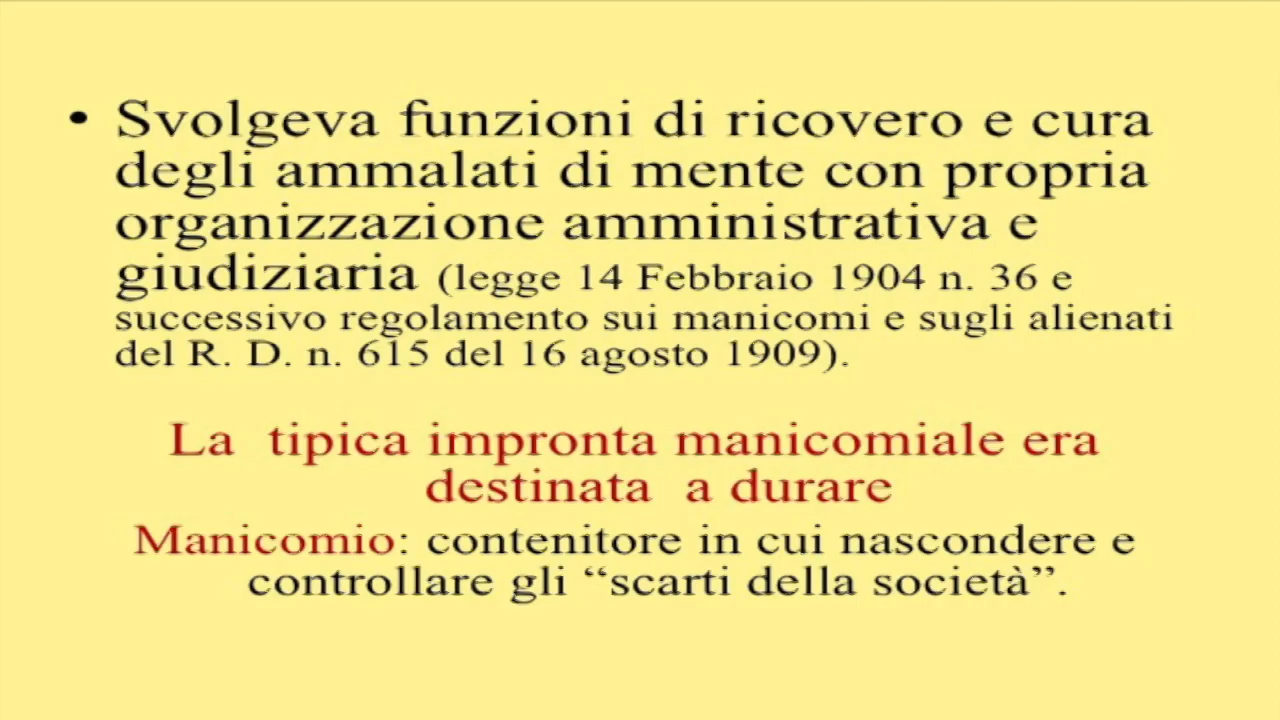 • Svolgeva funzioni di ricovero e cura
degli ammalati di mente con propria
organizzazione amministrativa e
giudiziaria (legge 14 Febbraio 1904 n. 36 e
successivo regolamento sui manicomi e sugli alienati
del R. D. n. 615 del 16 agosto 1909).
La tipica impronta manicomiale era
destinata a durare
Manicomio: contenitore in cui nascondere e
controllare gli “scarti della società”.